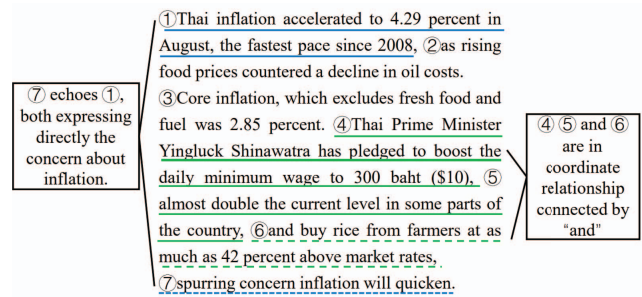 ①Thai inflation accelerated to 4.29 percent in
August, the fastest pace since 2008, ②as rising
food prices countered a decline in oil costs.
③Core inflation, which excludes fresh food and
fuel was 2.85 percent. ④Thai Prime Minister
Yingluck Shinawatra has pledged to boost the
daily minimum wage to 300 baht ($10), ⑤
almost double the current level in some parts of
the country, ⑥and buy rice from farmers at as
much as 42 percent above market rates,
⑦spurring concern inflation will quicken.
⑦ echoes ①,
both expressing
directly the
concern about
inflation.
④ ⑤ and ⑥
are in
coordinate
relationship
connected by
“and”